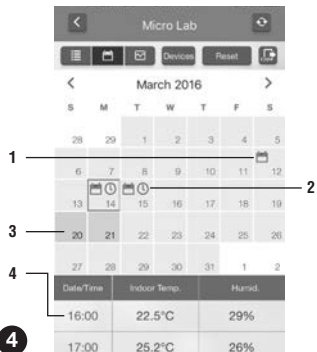 Micro Lab
Devices Reset
March 2016
S M T W T F S
28 29 1 2 3 4 5
1
6 7 8 9 10 11 12
2
13 14 15 16 17 18 19
3
20 21 22 23 24 25 26
4
27 28 29 30 31 1 2
Date/Time Indoor Temp. Humid.
16:00 22.5°C 29%
4
17:00 25.2°C 26%